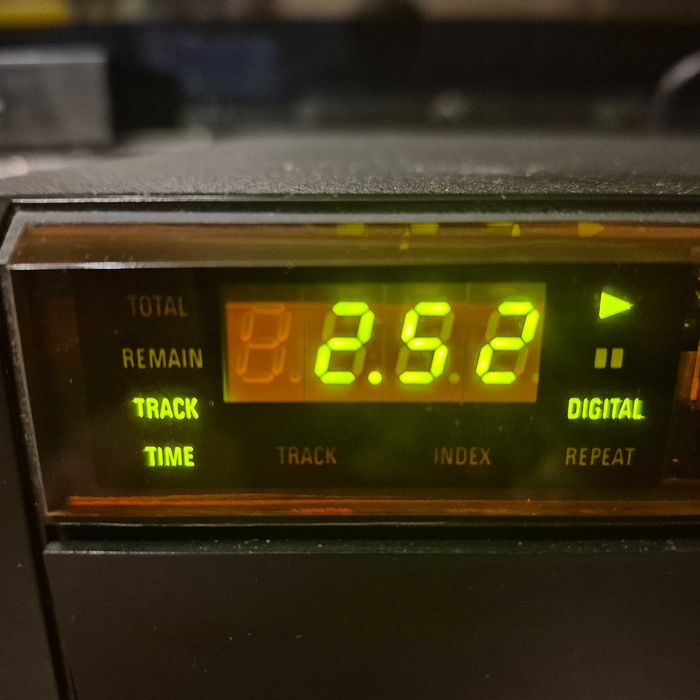 TOTAL
REMAIN 2.52
TRACK DIGITAL
TIME TRACK INDEX REPEAT